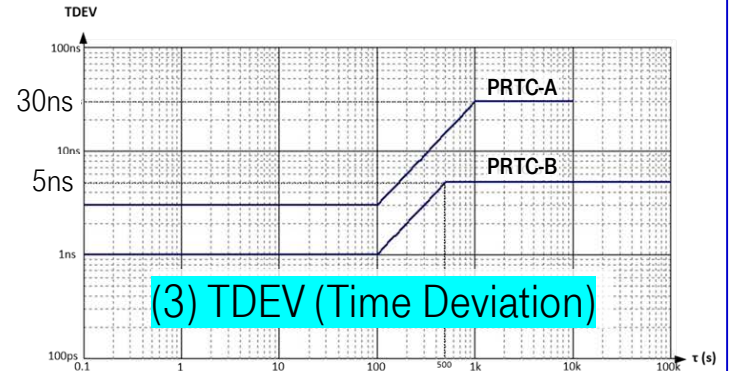 TDEV
100ns
30ns
PRTC-A
10ns
PRTC-B
5ns
1ns
(3) TDEV (Time Deviation)
100ps
0.1 1 10 100 500 1k 10k 100k τ (s)